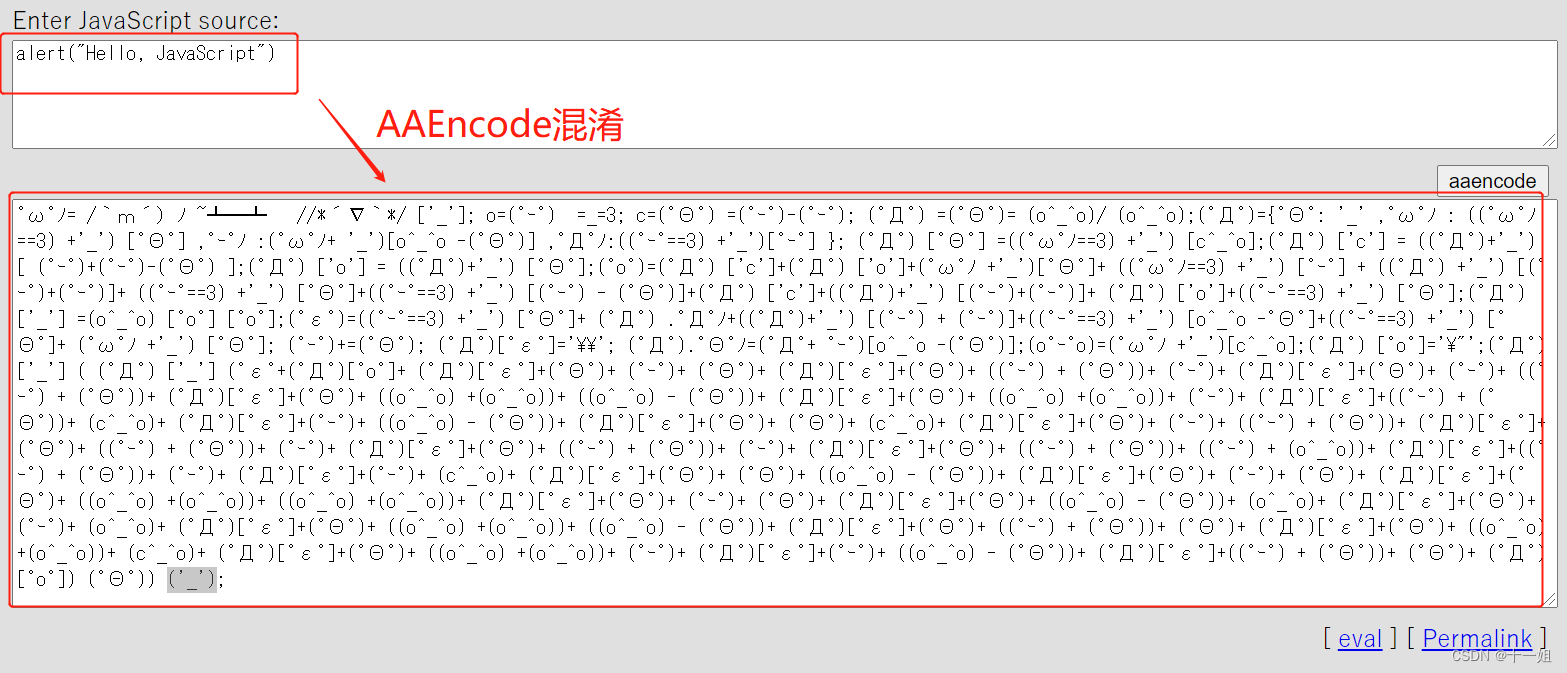 Enter JavaScript source:
alert("Hello, JavaScript")
AAEncode混淆
aaencode
ﾟωﾟﾉ= /｀ｍ´）ﾉ ~┻━┻   //*´∇｀*/ ['_']; o=(ﾟｰﾟ)  =_=3; c=(ﾟΘﾟ) =(ﾟｰﾟ)-(ﾟｰﾟ); (ﾟДﾟ) =(ﾟΘﾟ)= (o^_^o)/ (o^_^o);(ﾟДﾟ)={ﾟΘﾟ: '_' ,ﾟωﾟﾉ : ((ﾟωﾟﾉ
==3) +'_') [ﾟΘﾟ] ,ﾟｰﾟﾉ :(ﾟωﾟﾉ+ '_')[o^_^o -(ﾟΘﾟ)] ,ﾟДﾟﾉ:((ﾟｰﾟ==3) +'_')[ﾟｰﾟ] }; (ﾟДﾟ) [ﾟΘﾟ] =((ﾟωﾟﾉ==3) +'_') [c^_^o];(ﾟДﾟ) ['c'] = ((ﾟДﾟ)+'_')
[ (ﾟｰﾟ)+(ﾟｰﾟ)-(ﾟΘﾟ) ];(ﾟДﾟ) ['o'] = ((ﾟДﾟ)+'_') [ﾟΘﾟ];(ﾟoﾟ)=(ﾟДﾟ) ['c']+(ﾟДﾟ) ['o']+(ﾟωﾟﾉ +'_')[ﾟΘﾟ]+ ((ﾟωﾟﾉ==3) +'_') [ﾟｰﾟ] + ((ﾟДﾟ) +'_') [(ﾟ
ｰﾟ)+(ﾟｰﾟ)]+ ((ﾟｰﾟ==3) +'_') [ﾟΘﾟ]+((ﾟｰﾟ==3) +'_') [(ﾟｰﾟ) - (ﾟΘﾟ)]+(ﾟДﾟ) ['c']+((ﾟДﾟ)+'_') [(ﾟｰﾟ)+(ﾟｰﾟ)]+ (ﾟДﾟ) ['o']+((ﾟｰﾟ==3) +'_') [ﾟΘﾟ];(ﾟДﾟ)
['_'] =(o^_^o) [ﾟoﾟ] [ﾟoﾟ];(ﾟεﾟ)=((ﾟｰﾟ==3) +'_') [ﾟΘﾟ]+ (ﾟДﾟ) .ﾟДﾟﾉ+((ﾟДﾟ)+'_') [(ﾟｰﾟ) + (ﾟｰﾟ)]+((ﾟｰﾟ==3) +'_') [o^_^o -ﾟΘﾟ]+((ﾟｰﾟ==3) +'_') [ﾟ
Θﾟ]+ (ﾟωﾟﾉ +'_') [ﾟΘﾟ]; (ﾟｰﾟ)+=(ﾟΘﾟ); (ﾟДﾟ)[ﾟεﾟ]='¥¥'; (ﾟДﾟ).ﾟΘﾟﾉ=(ﾟДﾟ+ ﾟｰﾟ)[o^_^o -(ﾟΘﾟ)];(oﾟｰﾟo)=(ﾟωﾟﾉ +'_')[c^_^o];(ﾟДﾟ) [ﾟoﾟ]='¥"';(ﾟДﾟ)
['_'] ( (ﾟДﾟ) ['_'] (ﾟεﾟ+(ﾟДﾟ)[ﾟoﾟ]+ (ﾟДﾟ)[ﾟεﾟ]+(ﾟΘﾟ)+ (ﾟｰﾟ)+ (ﾟΘﾟ)+ (ﾟДﾟ)[ﾟεﾟ]+(ﾟΘﾟ)+ ((ﾟｰﾟ) + (ﾟΘﾟ))+ (ﾟｰﾟ)+ (ﾟДﾟ)[ﾟεﾟ]+(ﾟΘﾟ)+ (ﾟｰﾟ)+ ((ﾟ
ｰﾟ) + (ﾟΘﾟ))+ (ﾟДﾟ)[ﾟεﾟ]+(ﾟΘﾟ)+ ((o^_^o) +(o^_^o))+ ((o^_^o) - (ﾟΘﾟ))+ (ﾟДﾟ)[ﾟεﾟ]+(ﾟΘﾟ)+ ((o^_^o) +(o^_^o))+ (ﾟｰﾟ)+ (ﾟДﾟ)[ﾟεﾟ]+((ﾟｰﾟ) + (ﾟ
Θﾟ))+ (c^_^o)+ (ﾟДﾟ)[ﾟεﾟ]+(ﾟｰﾟ)+ ((o^_^o) - (ﾟΘﾟ))+ (ﾟДﾟ)[ﾟεﾟ]+(ﾟΘﾟ)+ (ﾟΘﾟ)+ (c^_^o)+ (ﾟДﾟ)[ﾟεﾟ]+(ﾟΘﾟ)+ (ﾟｰﾟ)+ ((ﾟｰﾟ) + (ﾟΘﾟ))+ (ﾟДﾟ)[ﾟεﾟ]+
(ﾟΘﾟ)+ ((ﾟｰﾟ) + (ﾟΘﾟ))+ (ﾟｰﾟ)+ (ﾟДﾟ)[ﾟεﾟ]+(ﾟΘﾟ)+ ((ﾟｰﾟ) + (ﾟΘﾟ))+ (ﾟｰﾟ)+ (ﾟДﾟ)[ﾟεﾟ]+(ﾟΘﾟ)+ ((ﾟｰﾟ) + (ﾟΘﾟ))+ ((ﾟｰﾟ) + (o^_^o))+ (ﾟДﾟ)[ﾟεﾟ]+((ﾟ
ｰﾟ) + (ﾟΘﾟ))+ (ﾟｰﾟ)+ (ﾟДﾟ)[ﾟεﾟ]+(ﾟｰﾟ)+ (c^_^o)+ (ﾟДﾟ)[ﾟεﾟ]+(ﾟΘﾟ)+ (ﾟΘﾟ)+ ((o^_^o) - (ﾟΘﾟ))+ (ﾟДﾟ)[ﾟεﾟ]+(ﾟΘﾟ)+ (ﾟｰﾟ)+ (ﾟΘﾟ)+ (ﾟДﾟ)[ﾟεﾟ]+(ﾟ
Θﾟ)+ ((o^_^o) +(o^_^o))+ ((o^_^o) +(o^_^o))+ (ﾟДﾟ)[ﾟεﾟ]+(ﾟΘﾟ)+ (ﾟｰﾟ)+ (ﾟΘﾟ)+ (ﾟДﾟ)[ﾟεﾟ]+(ﾟΘﾟ)+ ((o^_^o) - (ﾟΘﾟ))+ (o^_^o)+ (ﾟДﾟ)[ﾟεﾟ]+(ﾟΘﾟ)+
(ﾟｰﾟ)+ (o^_^o)+ (ﾟДﾟ)[ﾟεﾟ]+(ﾟΘﾟ)+ ((o^_^o) +(o^_^o))+ ((o^_^o) - (ﾟΘﾟ))+ (ﾟДﾟ)[ﾟεﾟ]+(ﾟΘﾟ)+ ((ﾟｰﾟ) + (ﾟΘﾟ))+ (ﾟΘﾟ)+ (ﾟДﾟ)[ﾟεﾟ]+(ﾟΘﾟ)+ ((o^_^o)
+(o^_^o))+ (c^_^o)+ (ﾟДﾟ)[ﾟεﾟ]+(ﾟΘﾟ)+ ((o^_^o) +(o^_^o))+ (ﾟｰﾟ)+ (ﾟДﾟ)[ﾟεﾟ]+(ﾟｰﾟ)+ ((o^_^o) - (ﾟΘﾟ))+ (ﾟДﾟ)[ﾟεﾟ]+((ﾟｰﾟ) + (ﾟΘﾟ))+ (ﾟΘﾟ)+ (ﾟДﾟ)
[ﾟoﾟ]) (ﾟΘﾟ)) ('_');
[ eval ] [ Permalink ]
CSDN @十一姐